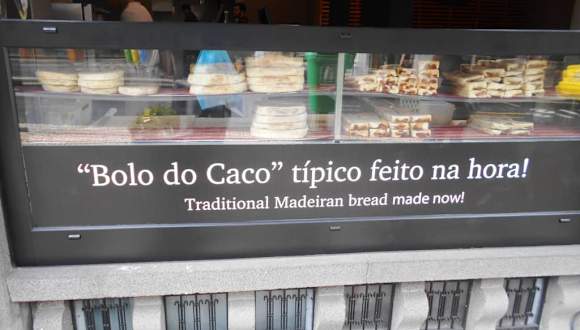 “Bolo do Caco” típico feito na hora!
Traditional Madeiran bread made now!